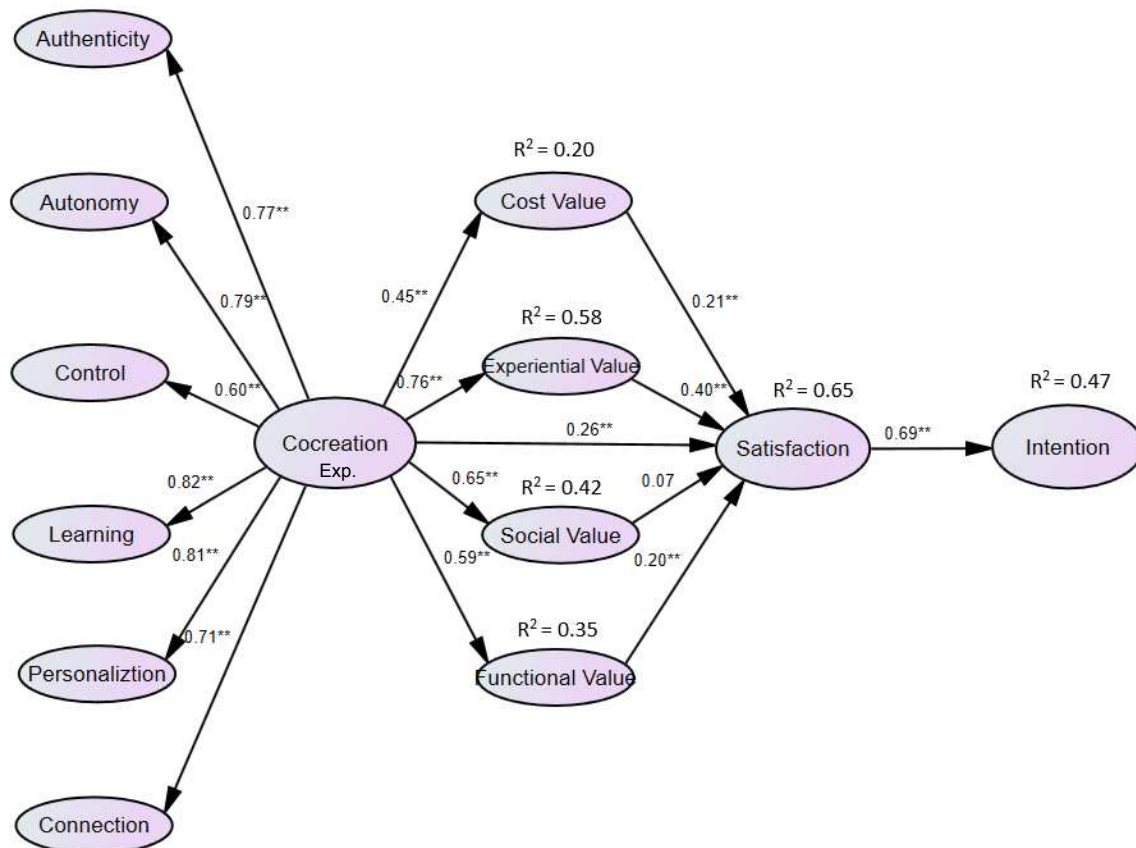 Authenticity
R² = 0.20
Autonomy
Cost Value
0.77**
0.79**
0.45**
0.21**
R² = 0.58
Control
Experiential Value
R² = 0.65
R² = 0.47
0.60**
0.76**
0.40**
Cocreation
Exp.
0.26**
Satisfaction
0.69**
Intention
0.82**
0.65**
R² = 0.42
0.07
Learning
Social Value
0.81**
0.59**
0.20**
R² = 0.35
0.71**
Personaliztion
Functional Value
Connection